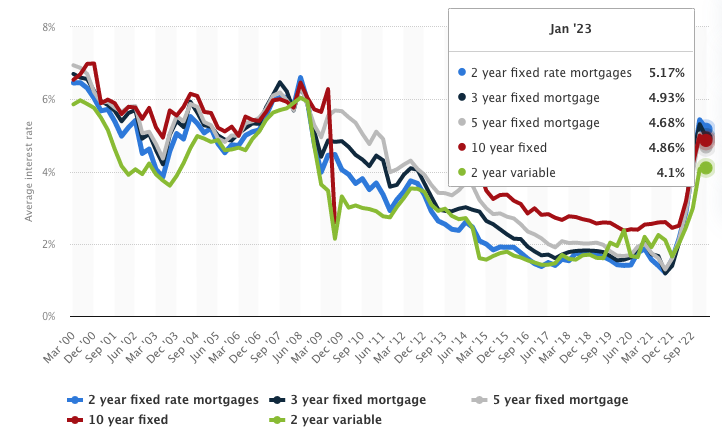 8%
Jan '23
2 year fixed rate mortgages 5.17%
3 year fixed mortgage 4.93%
5 year fixed mortgage 4.68%
10 year fixed 4.86%
2 year variable 4.1%
6%
4%
2%
0%
Average interest rate
Mar '00
Dec '00
Sep '01
Jun '02
Mar '03
Dec '03
Sep '04
Jun '05
Mar '06
Dec '06
Sep '07
Jun '08
Mar '09
Dec '09
Sep '10
Jun '11
Mar '12
Dec '12
Sep '13
Jun '14
Mar '15
Dec '15
Sep '16
Jun '17
Mar '18
Dec '18
Sep '19
Jun '20
Mar '21
Dec '21
Sep '22
2 year fixed rate mortgages 3 year fixed mortgage 5 year fixed mortgage
10 year fixed 2 year variable